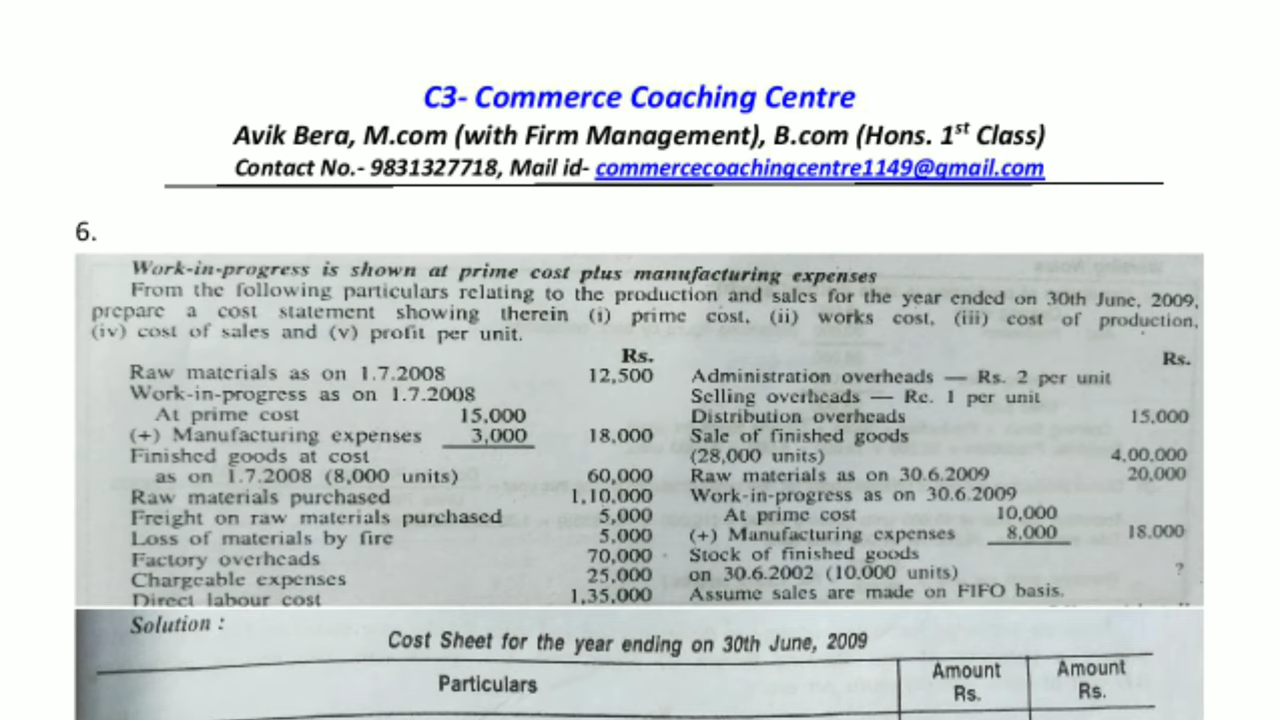 C3- Commerce Coaching Centre
Avik Bera, M.com (with Firm Management), B.com (Hons. 1st Class)
Contact No.- 9831327718, Mail id- commercecoachingcentre1149@gmail.com
6.
Work-in-progress is shown at prime cost plus manufacturing expenses
From the following particulars relating to the production and sales for the year ended on 30th June, 2009,
prepare a cost statement showing therein (i) prime cost, (ii) works cost, (iii) cost of production,
(iv) cost of sales and (v) profit per unit.
Rs.
Raw materials as on 1.7.2008 12,500
Work-in-progress as on 1.7.2008
At prime cost 15,000
(+) Manufacturing expenses 3,000 18,000
Finished goods at cost
as on 1.7.2008 (8,000 units) 60,000
Raw materials purchased 1,10,000
Freight on raw materials purchased 5,000
Loss of materials by fire 5,000
Factory overheads 70,000
Chargeable expenses 25,000
Direct labour cost 1,35,000
Rs.
Administration overheads — Rs. 2 per unit
Selling overheads — Re. 1 per unit
Distribution overheads 15,000
Sale of finished goods
(28,000 units) 4,00,000
Raw materials as on 30.6.2009 20,000
Work-in-progress as on 30.6.2009
At prime cost 10,000
(+) Manufacturing expenses 8,000 18.000
Stock of finished goods
on 30.6.2002 (10.000 units) ?
Assume sales are made on FIFO basis.
Solution :
Cost Sheet for the year ending on 30th June, 2009
Particulars
Amount
Rs.
Amount
Rs.